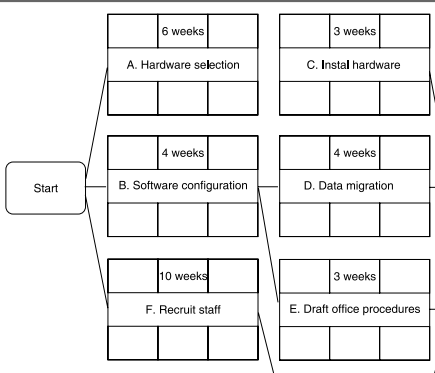 6 weeks
3 weeks
A. Hardware selection
C. Instal hardware
4 weeks
4 weeks
Start
B. Software configuration
D. Data migration
10 weeks
3 weeks
F. Recruit staff
E. Draft office procedures